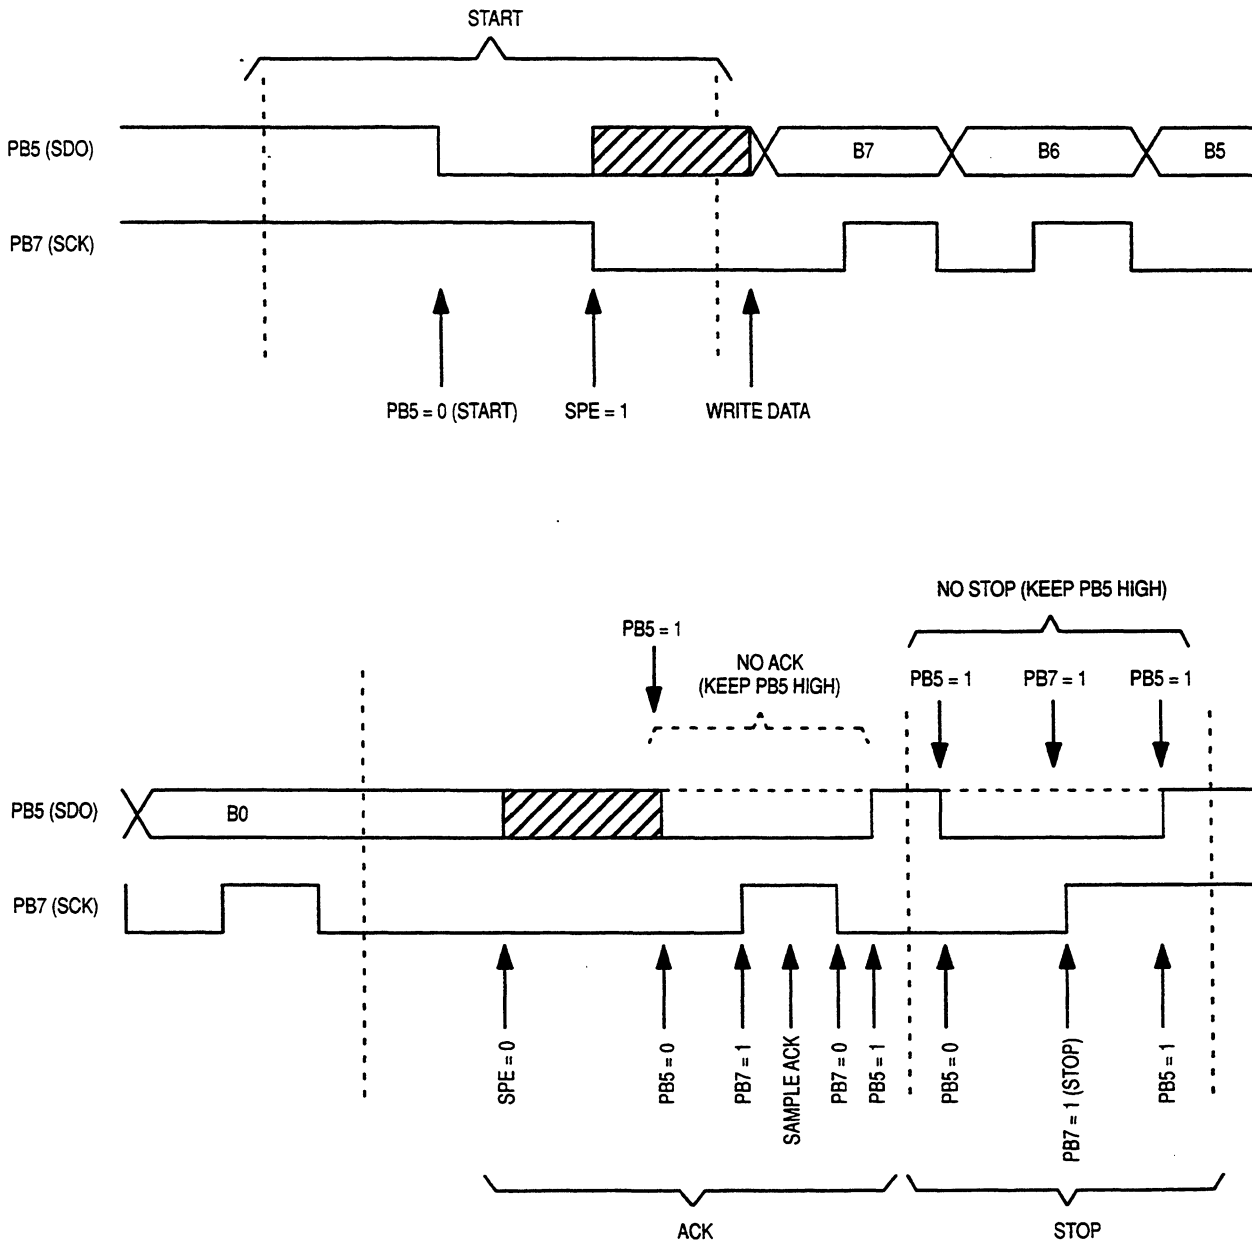 START
PB5 (SDO)
B7
B6
B5
PB7 (SCK)
PB5 = 0 (START)
SPE = 1
WRITE DATA
NO STOP (KEEP PB5 HIGH)
PB5 = 1
NO ACK
(KEEP PB5 HIGH)
PB5 = 1
PB7 = 1
PB5 = 1
PB5 (SDO)
B0
PB7 (SCK)
SPE = 0
PB5 = 0
PB7 = 1
SAMPLE ACK
PB7 = 0
PB5 = 1
PB5 = 0
PB7 = 1 (STOP)
PB5 = 1
ACK
STOP